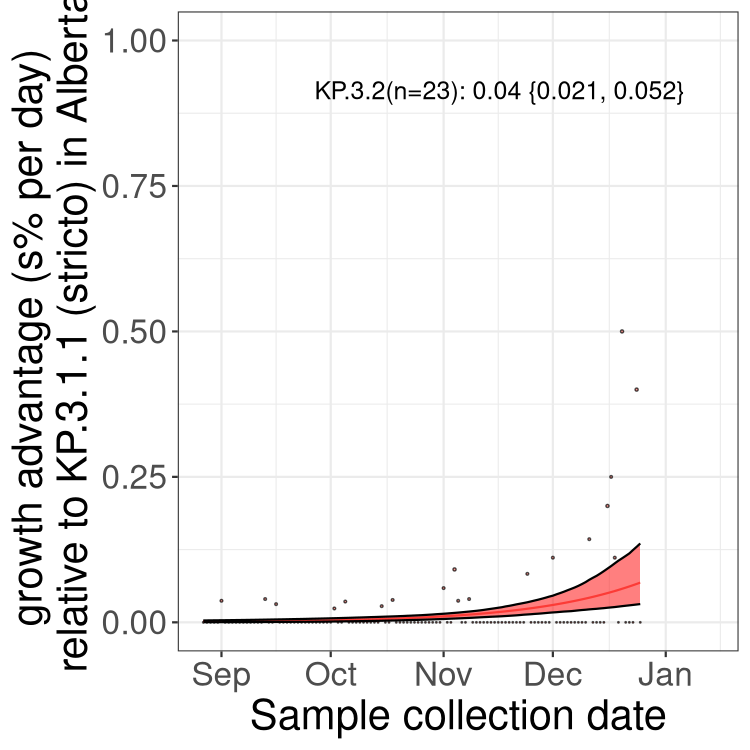 growth advantage (s% per day)
relative to KP.3.1.1 (stricto) in Alberta
1.00
0.75
0.50
0.25
0.00
KP.3.2(n=23): 0.04 {0.021, 0.052}
Sep Oct Nov Dec Jan
Sample collection date